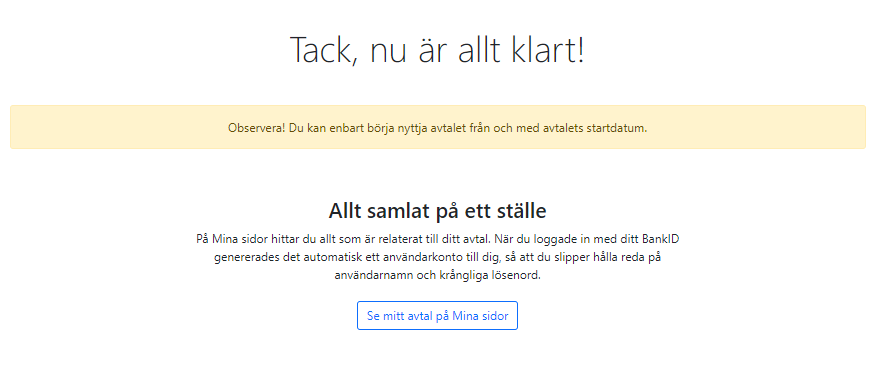 Tack, nu är allt klart!
Observera! Du kan enbart börja nyttja avtalet från och med avtalets startdatum.
Allt samlat på ett ställe
På Mina sidor hittar du allt som är relaterat till ditt avtal. När du loggade in med ditt BankID
genererades det automatisk ett användarkonto till dig, så att du slipper hålla reda på
användarnamn och krångliga lösenord.
Se mitt avtal på Mina sidor